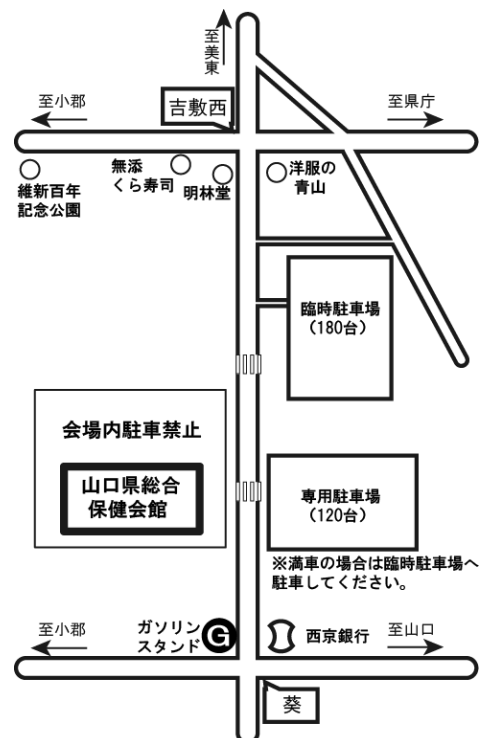 至美東
至小郡
吉敷西
至県庁
維新百年
記念公園
無添
くら寿司
明林堂
洋服の
青山
臨時駐車場
（180台）
会場内駐車禁止
山口県総合
保健会館
専用駐車場
（120台）
※満車の場合は臨時駐車場へ
駐車してください。
至小郡
ガソリン
スタンド
G
西京銀行
至山口
葵